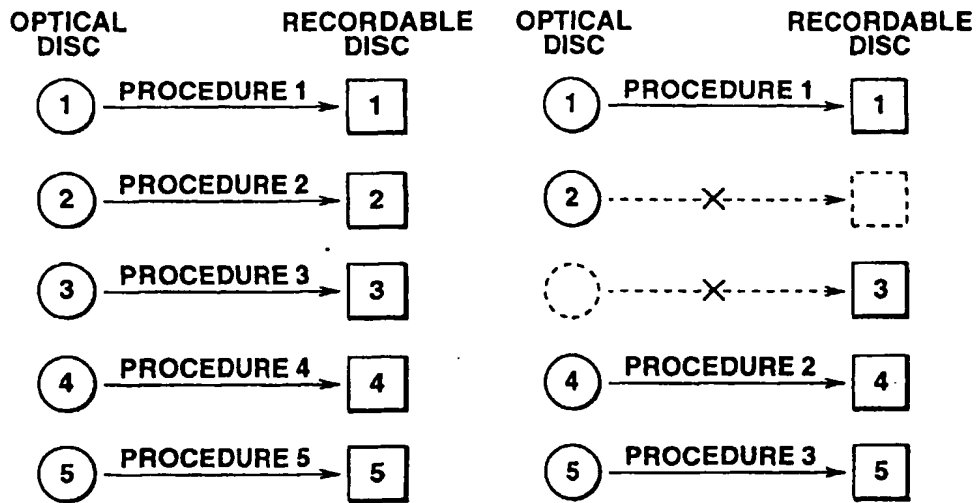 OPTICAL DISC
RECORDABLE DISC
1 PROCEDURE 1 1
2 PROCEDURE 2 2
3 PROCEDURE 3 3
4 PROCEDURE 4 4
5 PROCEDURE 5 5
OPTICAL DISC
RECORDABLE DISC
1 PROCEDURE 1 1
2
3
4 PROCEDURE 2 4
5 PROCEDURE 3 5